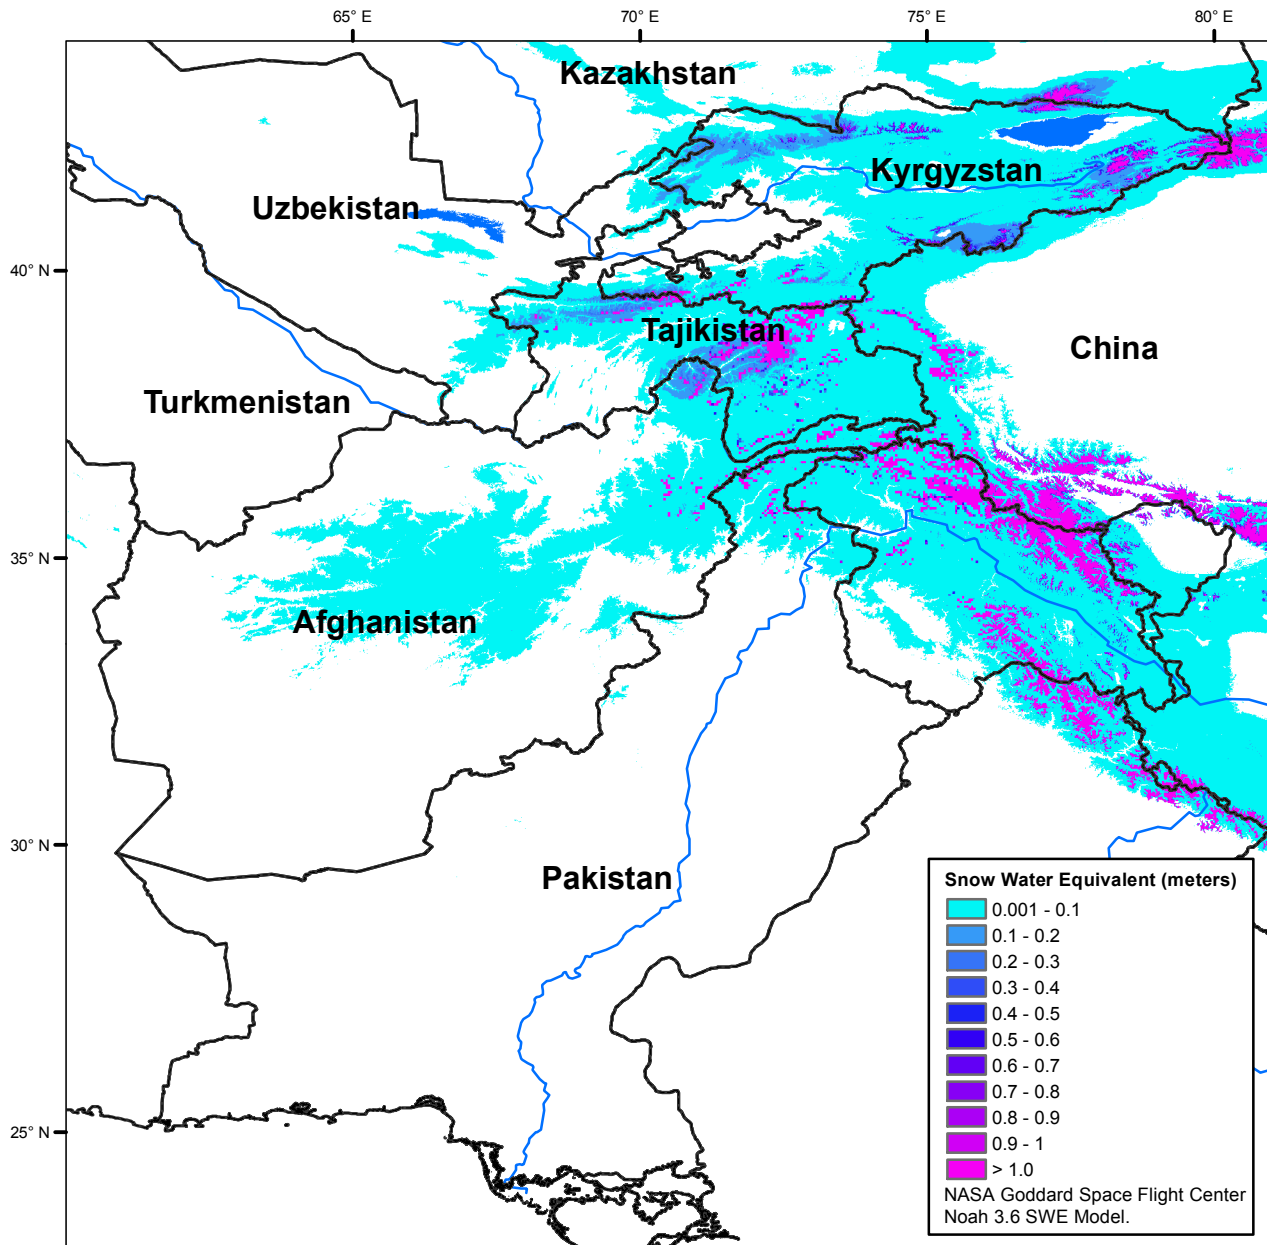 65° E
70° E
75° E
80° E
Kazakhstan
Kyrgyzstan
Uzbekistan
40° N
Tajikistan
China
Turkmenistan
35° N
Afghanistan
30° N
Pakistan
Snow Water Equivalent (meters)
0.001 - 0.1
0.1 - 0.2
0.2 - 0.3
0.3 - 0.4
0.4 - 0.5
0.5 - 0.6
0.6 - 0.7
0.7 - 0.8
0.8 - 0.9
0.9 - 1
> 1.0
NASA Goddard Space Flight Center
Noah 3.6 SWE Model.
25° N